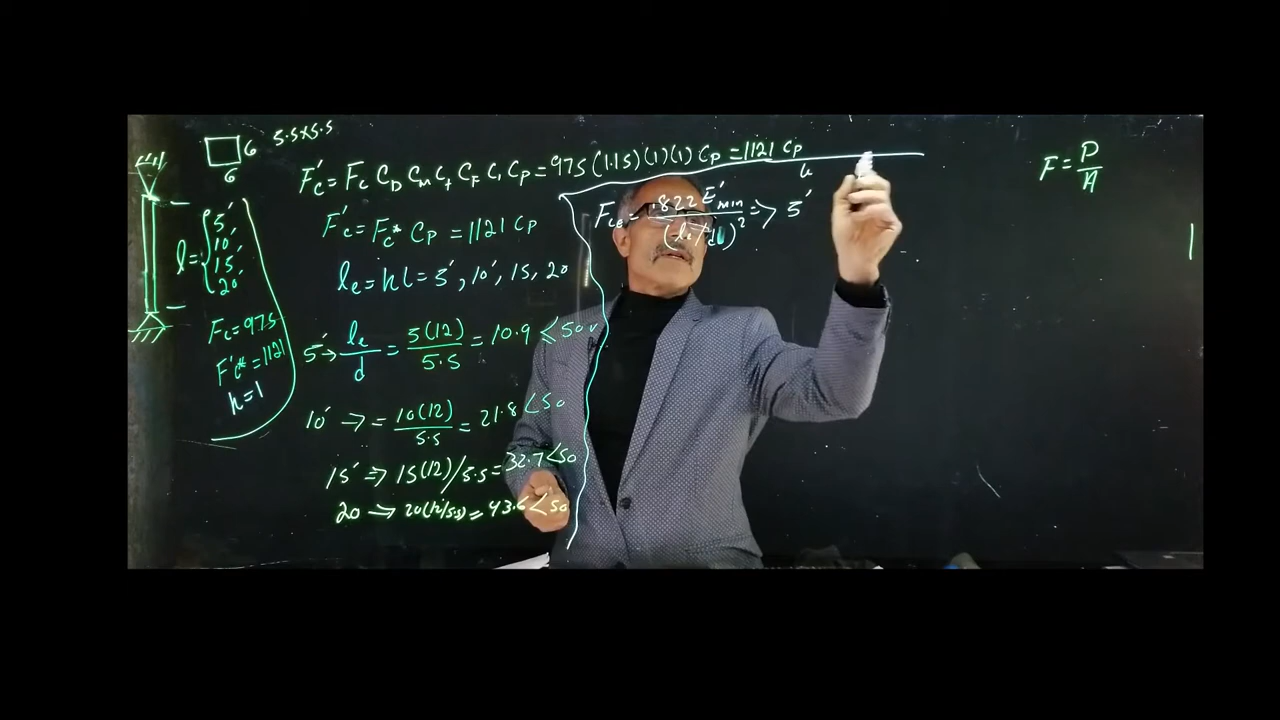 6 5.5x5.5
6
l = { 5', 10', 15, 20
Fc = 975
F'c* = 1121
k = 1
F'c = Fc CD CM Ct CF Ci CP = 975 (1.15)(1)(1) CP = 1121 CP
F'c = Fc* CP = 1121 CP
le = kl = 5', 10', 15, 20
5' → le/d = 5(12)/5.5 = 10.9 ≤ 50 ✓
10' → = 10(12)/5.5 = 21.8 < 50
15' ⇒ 15(12)/5.5 = 32.7 < 50
20 → 20(12/5.5) = 43.6 < 50
FcE = .822 E'min/(le/d)² ⇒ 5'
F = P/A